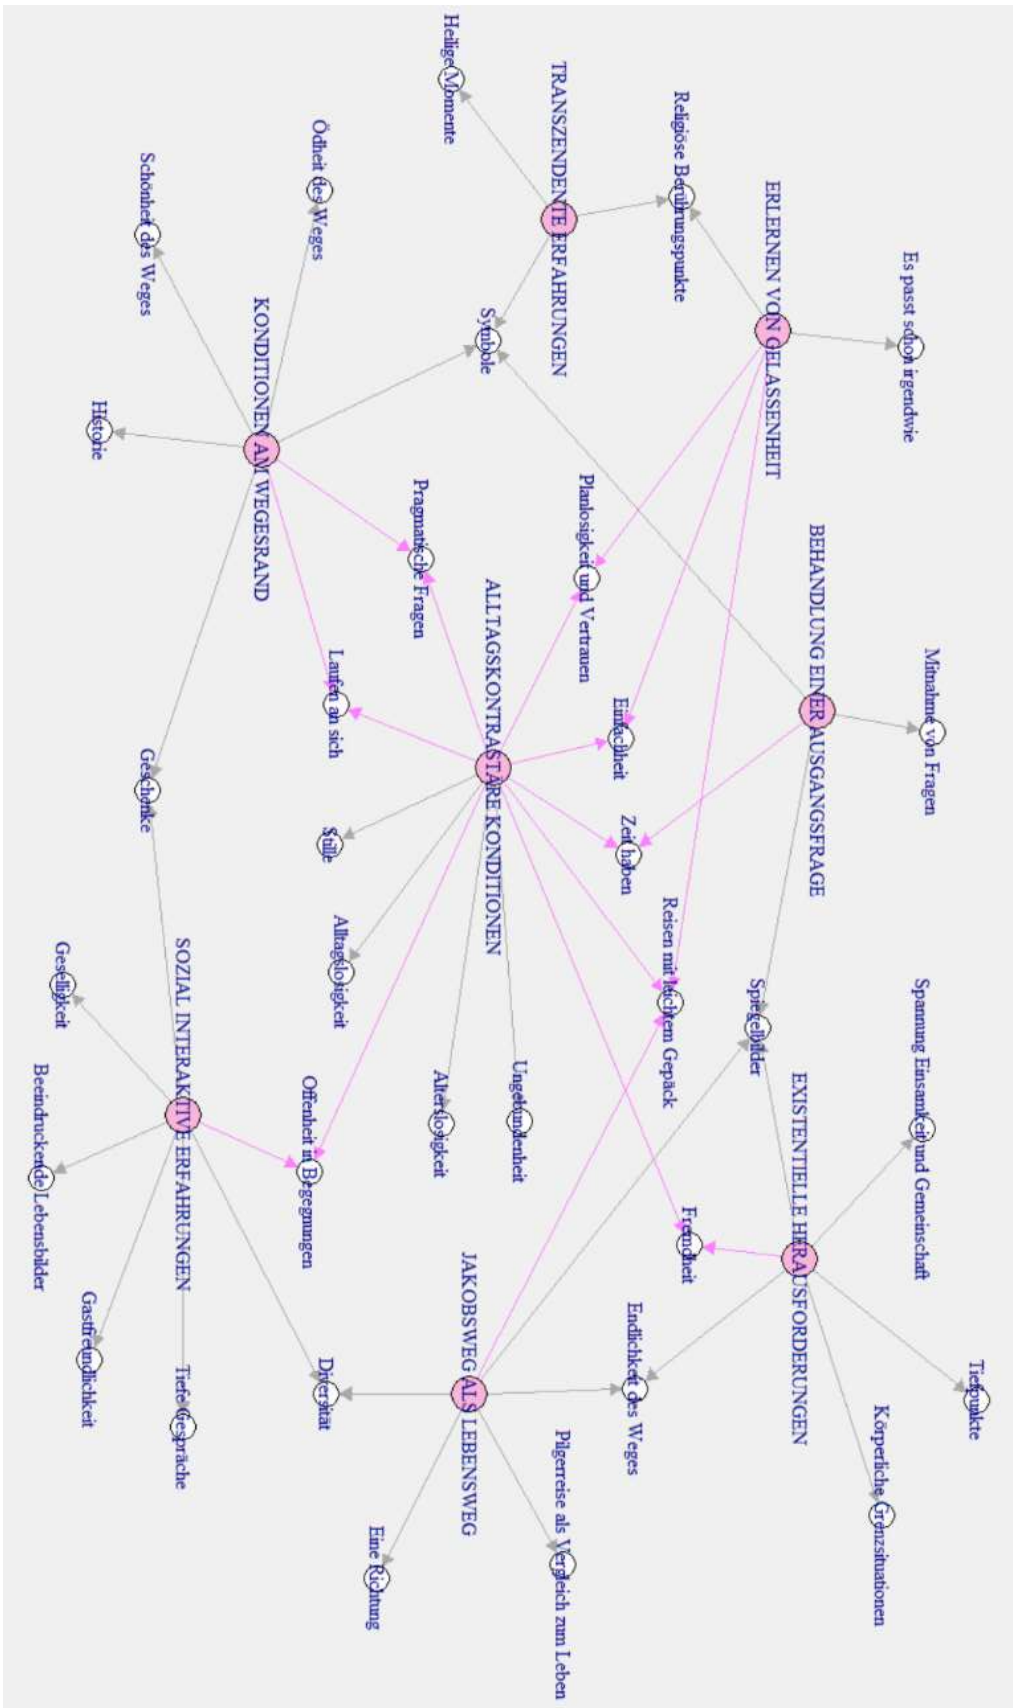 Tiefpunkte
Mitnahme von Fragen
Spannung Einsamkeit und Gemeinschaft
Es passt schon irgendwie
Körperliche Grenzsituationen
BEHANDLUNG EINER AUSGANGSFRAGE
EXISTENTIELLE HERAUSFORDERUNGEN
ERLERNEN VON GELASSENHEIT
Spiegelbilder
Fremdheit
Religiöse Berührungspunkte
Reisen mit leichtem Gepäck
Endlichkeit des Weges
Zeit haben
Einfachheit
Planlosigkeit und Vertrauen
Pilgerreise als Vergleich zum Leben
TRANSZENDENTE ERFAHRUNGEN
Ungebundenheit
ALLTAGSKONTRASTÄRE KONDITIONEN
Symbole
JAKOBSWEG ALS LEBENSWEG
Heilige Momente
Alterslosigkeit
Pragmatische Fragen
Eine Richtung
Alltagslosigkeit
Laufen an sich
Stille
Diversität
Ödheit des Weges
Offenheit in Begegnungen
KONDITIONEN AM WEGESRAND
SOZIAL INTERAKTIVE ERFAHRUNGEN
Tiefe Gespräche
Schönheit des Weges
Geschenke
Historie
Gastfreundlichkeit
Geselligkeit
Beeindruckende Lebensbilder